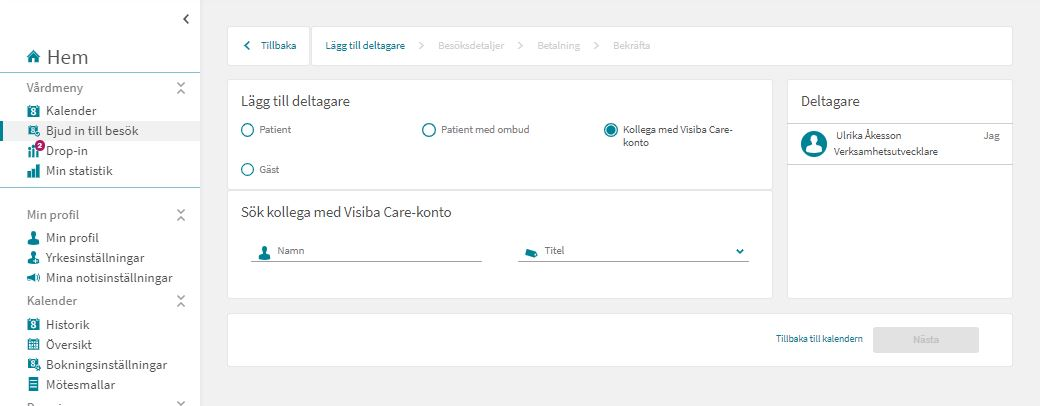 Hem
Vårdmeny
Kalender
Bjud in till besök
Drop-in
2
Min statistik
Min profil
Min profil
Yrkesinställningar
Mina notisinställningar
Kalender
Historik
Översikt
Bokningsinställningar
Mötesmallar
Tillbaka
Lägg till deltagare
Besöksdetaljer
Betalning
Bekräfta
Lägg till deltagare
Patient
Patient med ombud
Kollega med Visiba Care-
konto
Gäst
Sök kollega med Visiba Care-konto
Namn
Titel
Deltagare
Ulrika Åkesson
Jag
Verksamhetsutvecklare
Tillbaka till kalendern
Nästa